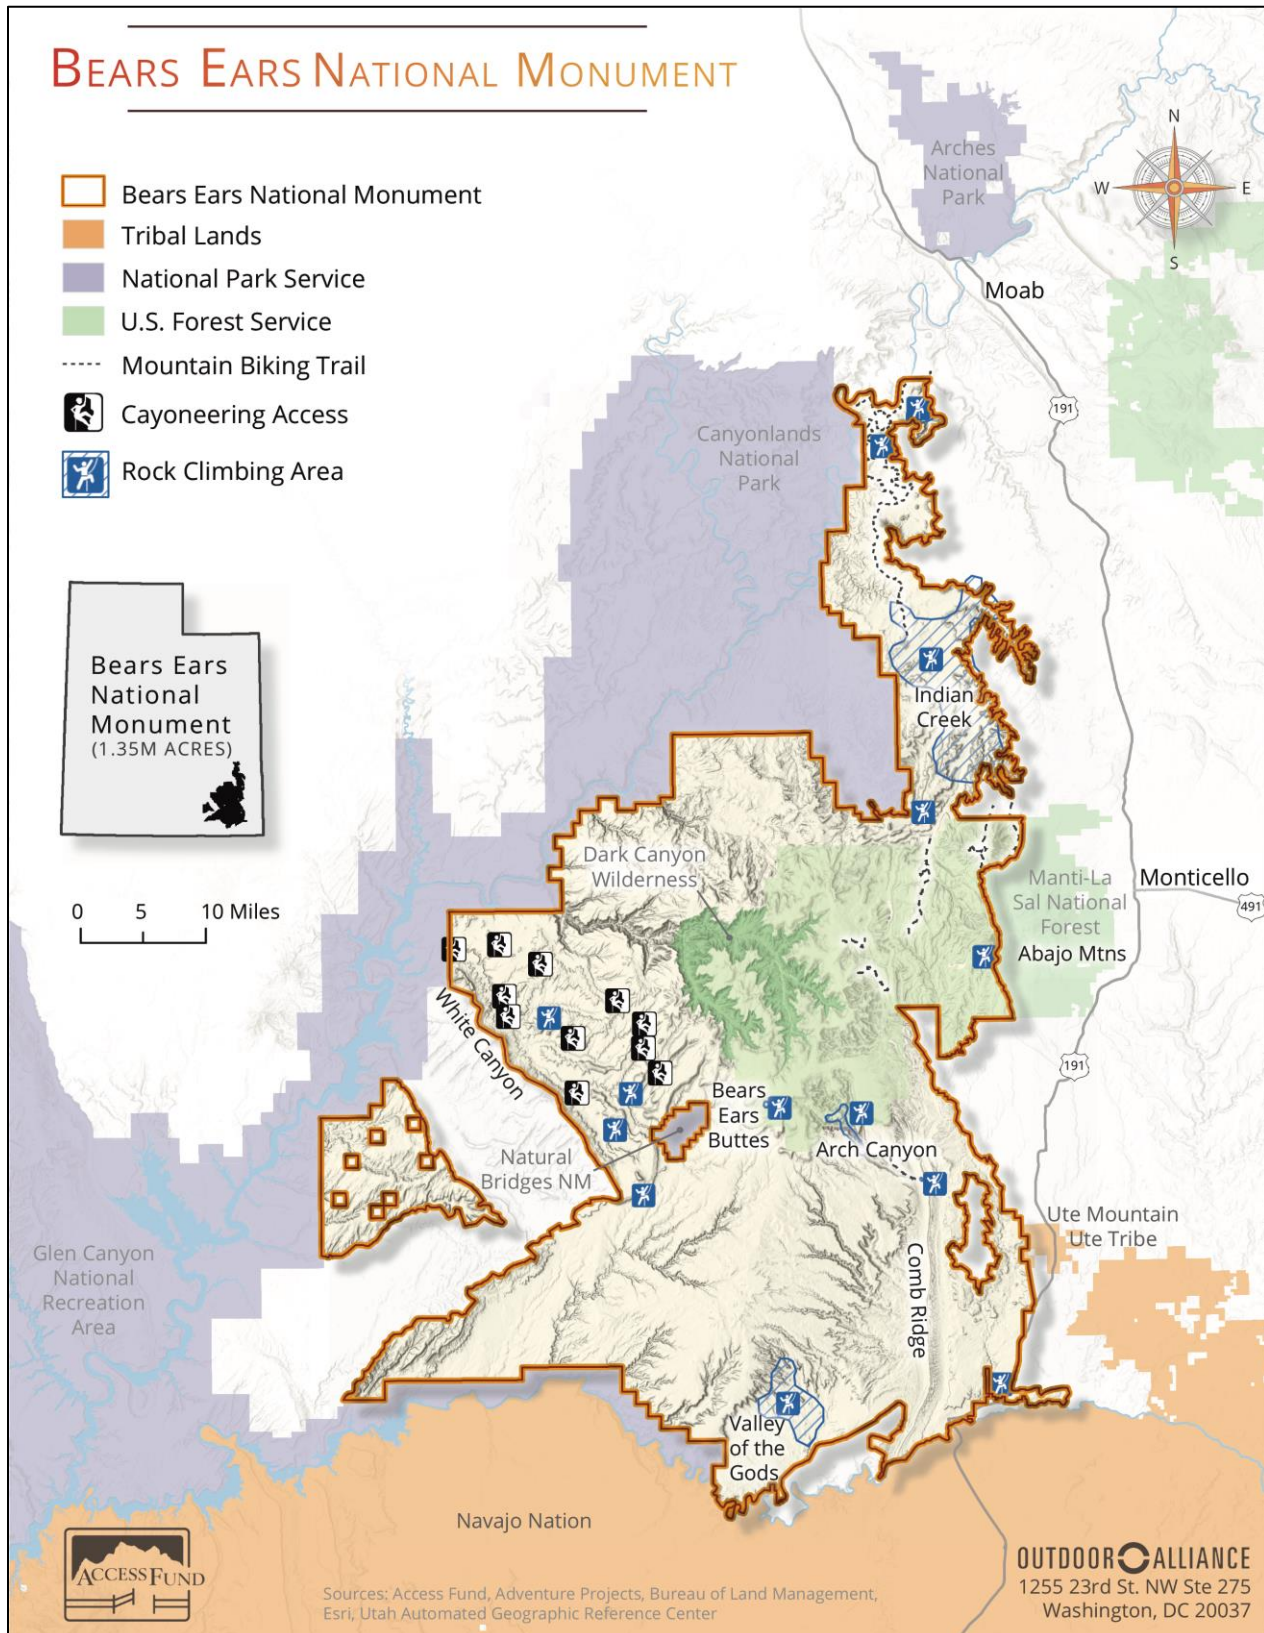 BEARS EARS NATIONAL MONUMENT
Bears Ears National Monument
Tribal Lands
National Park Service
U.S. Forest Service
Mountain Biking Trail
Cayoneering Access
Rock Climbing Area
N
W
E
S
Arches
National
Park
Moab
191
Canyonlands
National
Park
Bears Ears
National
Monument
(1.35M ACRES)
Indian
Creek
0 5 10 Miles
Dark Canyon
Wilderness
Manti-La
Sal National
Forest
Abajo Mtns
Monticello
491
White Canyon
191
Bears
Ears
Buttes
Arch Canyon
Natural
Bridges NM
Ute Mountain
Ute Tribe
Comb Ridge
Glen Canyon
National
Recreation
Area
Valley
of the
Gods
Navajo Nation
ACCESS FUND
Sources: Access Fund, Adventure Projects, Bureau of Land Management,
Esri, Utah Automated Geographic Reference Center
OUTDOOR ALLIANCE
1255 23rd St. NW Ste 275
Washington, DC 20037